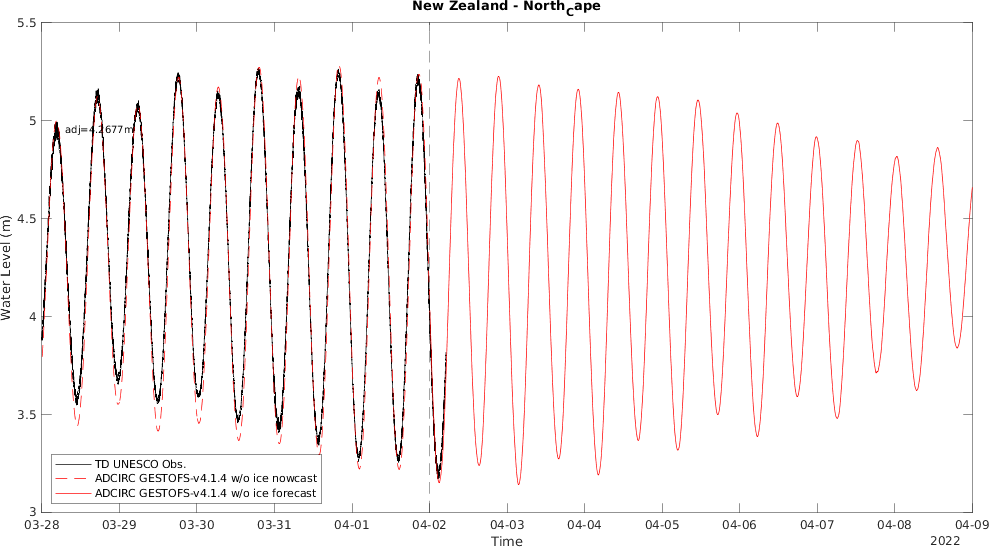 New Zealand - NorthCape
5.5
5
4.5
4
3.5
3
Water Level (m)
adj=4.2677m
TD UNESCO Obs.
ADCIRC GESTOFS-v4.1.4 w/o ice nowcast
ADCIRC GESTOFS-v4.1.4 w/o ice forecast
03-28 03-29 03-30 03-31 04-01 04-02 04-03 04-04 04-05 04-06 04-07 04-08 04-09
Time
2022